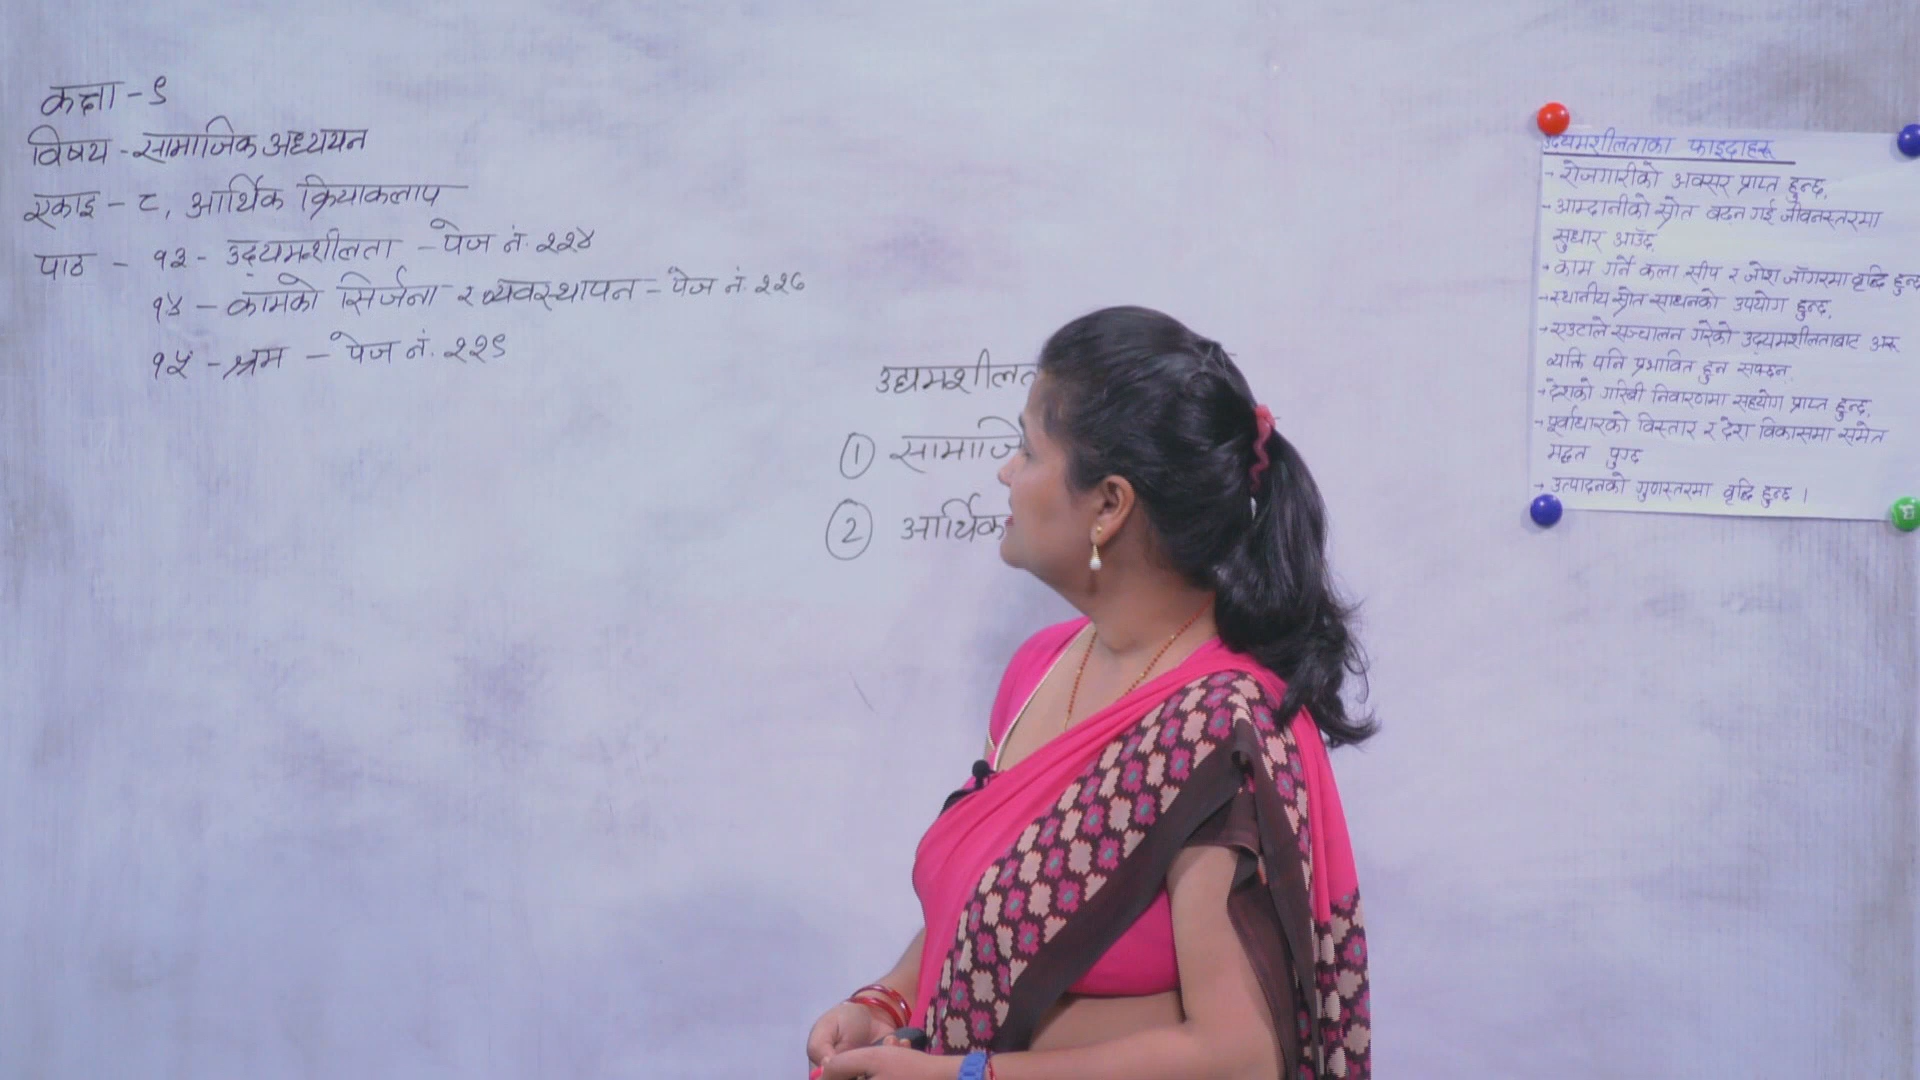 कक्षा - ९
विषय - सामाजिक अध्ययन
एकाइ - ८, आर्थिक क्रियाकलाप
पाठ - १३ - उद्यमशीलता - पेज नं. २२४
१४ - कामको सिर्जना र व्यवस्थापन - पेज नं. २२७
१५ - श्रम - पेज नं. २२९
उद्यमशीलत
① सामाजि
② आर्थिक
उद्यमशीलताका फाइदाहरू
- रोजगारीको अवसर प्राप्त हुन्छ,
- आम्दानीको स्रोत बढ्न गई जीवनस्तरमा
सुधार आउँछ
- काम गर्ने कला सीप र जोश जाँगरमा वृद्धि हुन्छ
- स्थानीय स्रोत साधनको उपयोग हुन्छ,
- एउटाले सञ्चालन गरेको उद्यमशीलताबाट अरू
व्यक्ति पनि प्रभावित हुन सक्छन्,
- देशको गरिबी निवारणमा सहयोग प्राप्त हुन्छ,
- पूर्वाधारको विस्तार र देश विकासमा समेत
मद्दत पुग्छ
- उत्पादनको गुणस्तरमा वृद्धि हुन्छ ।